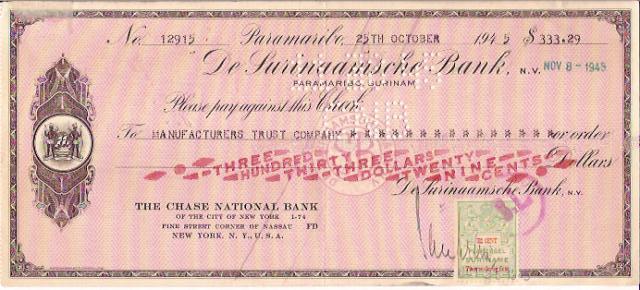 No. 12915 Paramaribo, 25TH OCTOBER 1945 $ 333.29
De Surinaamsche Bank, N.V. NOV 8 - 1945
PARAMARIBO, SURINAM
Please pay against this Check
To MANUFACTURERS TRUST COMPANY * * * * * * * * * * * * * * * or order
THREE HUNDRED THIRTY THREE DOLLARS TWENTY NINE CENTS Dollars
De Surinaamsche Bank, N.V.
THE CHASE NATIONAL BANK
OF THE CITY OF NEW YORK 1-74
PINE STREET CORNER OF NASSAU FD
NEW YORK, N.Y., U.S.A.
CENT
SURINAME